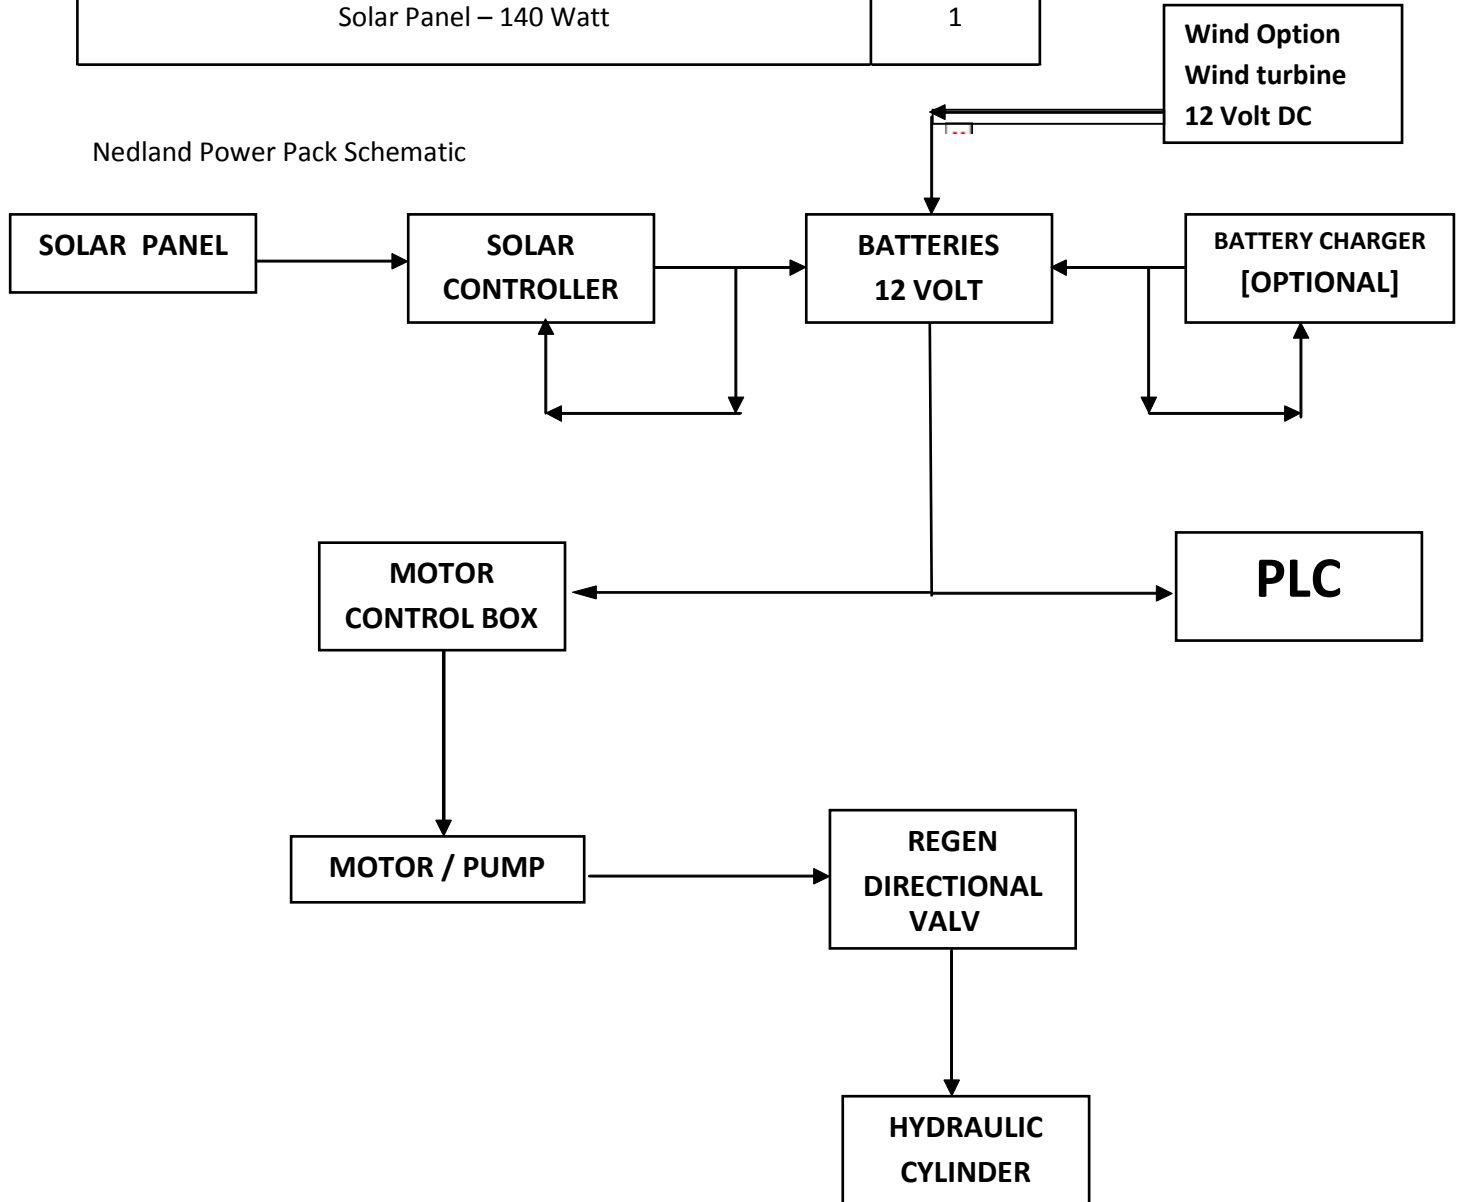 Solar Panel – 140 Watt 1
Wind Option
Wind turbine
12 Volt DC
Nedland Power Pack Schematic
SOLAR PANEL
SOLAR
CONTROLLER
BATTERIES
12 VOLT
BATTERY CHARGER
[OPTIONAL]
MOTOR
CONTROL BOX
PLC
MOTOR / PUMP
REGEN
DIRECTIONAL
VALV
HYDRAULIC
CYLINDER